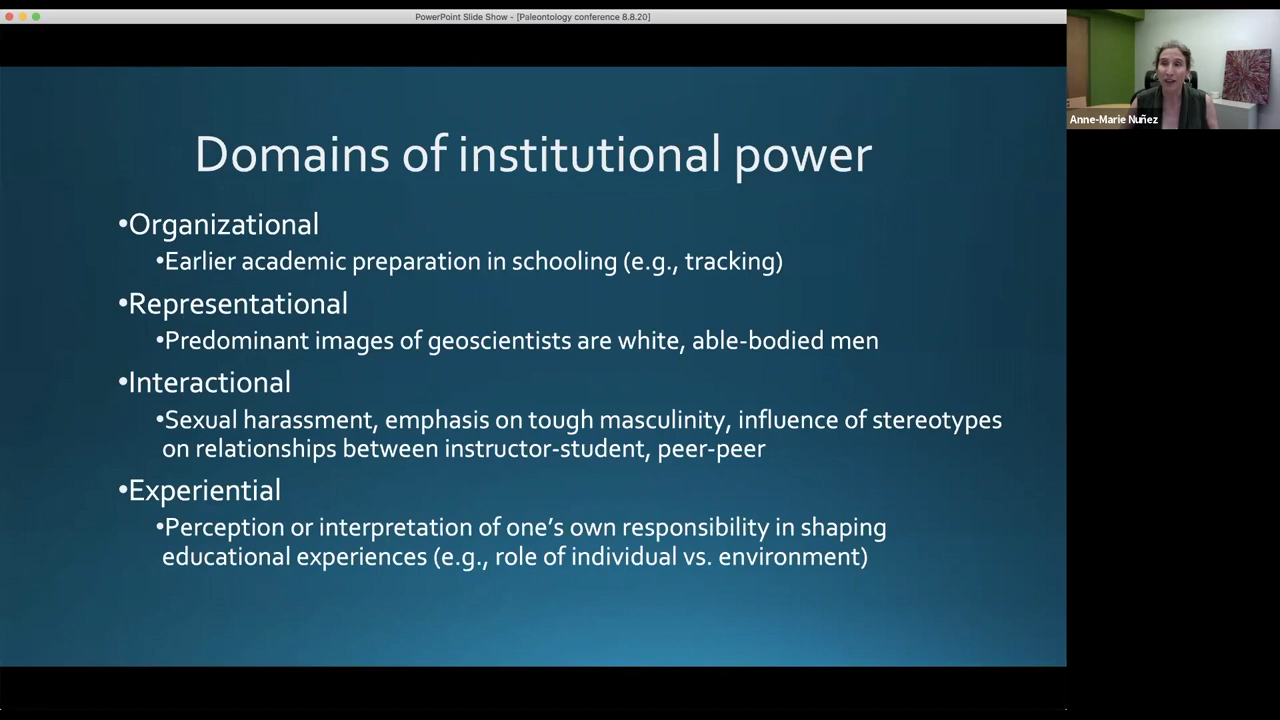 PowerPoint Slide Show - [Paleontology conference 8.8.20]
Anne-Marie Nuñez
Domains of institutional power
•Organizational
•Earlier academic preparation in schooling (e.g., tracking)
•Representational
•Predominant images of geoscientists are white, able-bodied men
•Interactional
•Sexual harassment, emphasis on tough masculinity, influence of stereotypes
on relationships between instructor-student, peer-peer
•Experiential
•Perception or interpretation of one’s own responsibility in shaping
educational experiences (e.g., role of individual vs. environment)